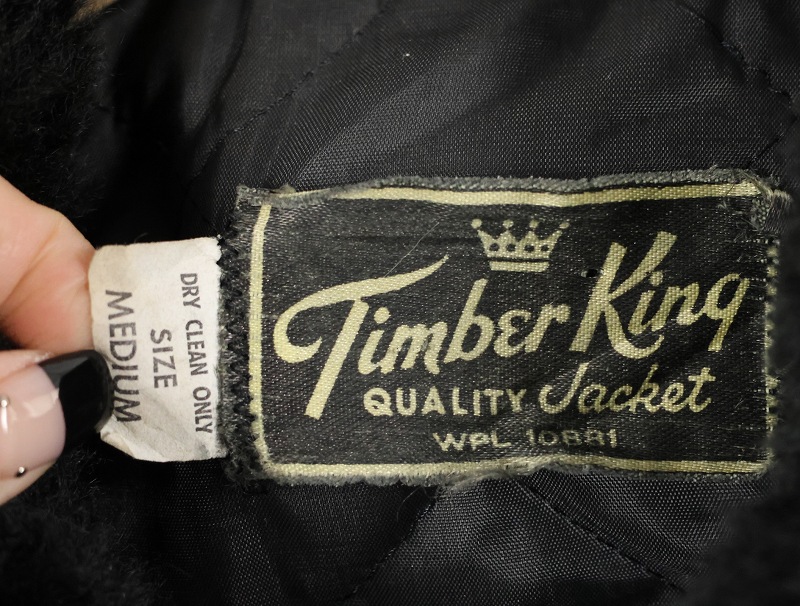 Timber King
QUALITY Jacket
WPL 10881
DRY CLEAN ONLY
SIZE
MEDIUM